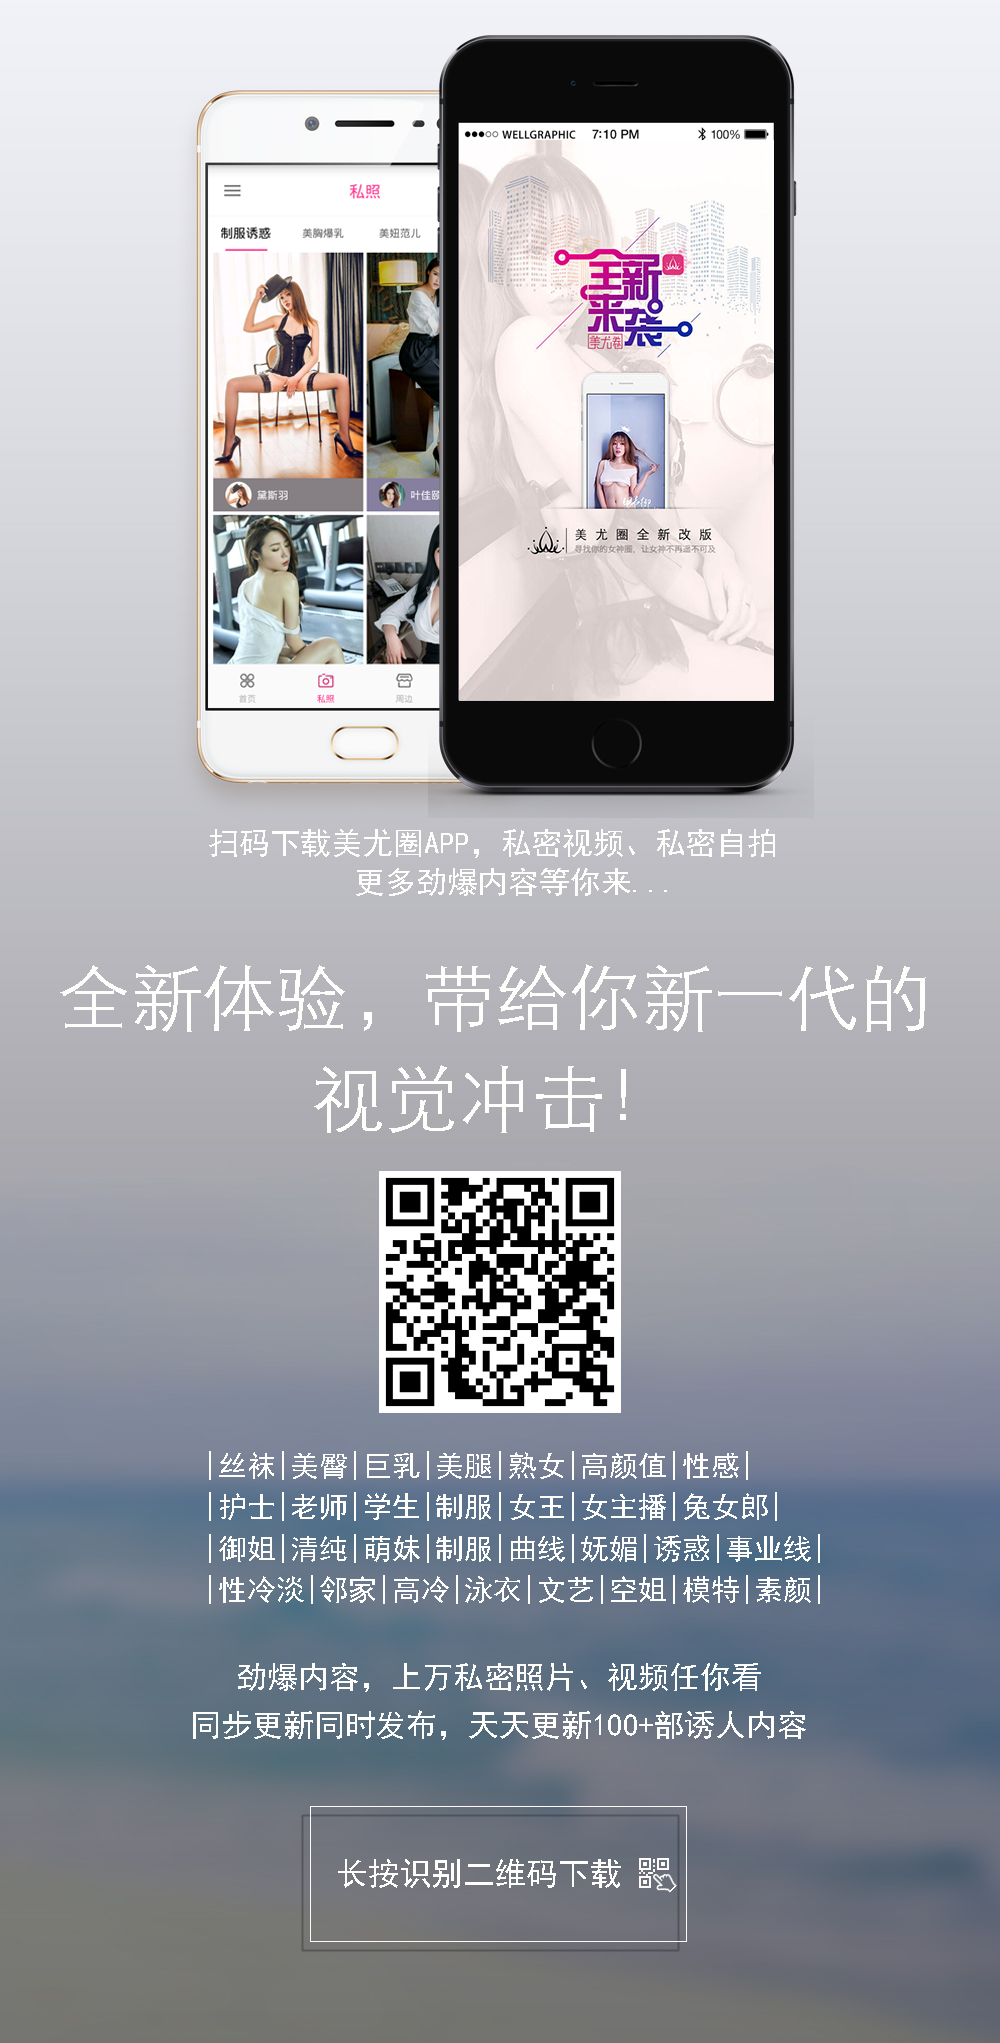 ●●●○○ WELLGRAPHIC 7:10 PM 100%
私照
制服诱惑 美胸爆乳 美妞范儿
全新
来袭
美尤圈
黛斯羽 叶佳颐
美尤圈全新改版
寻找你的女神圈，让女神不再遥不可及
首页 私照 周边
扫码下载美尤圈APP，私密视频、私密自拍
更多劲爆内容等你来...
全新体验，带给你新一代的
视觉冲击！
|丝袜|美臀|巨乳|美腿|熟女|高颜值|性感|
|护士|老师|学生|制服|女王|女主播|兔女郎|
|御姐|清纯|萌妹|制服|曲线|妩媚|诱惑|事业线|
|性冷淡|邻家|高冷|泳衣|文艺|空姐|模特|素颜|
劲爆内容，上万私密照片、视频任你看
同步更新同时发布，天天更新100+部诱人内容
长按识别二维码下载